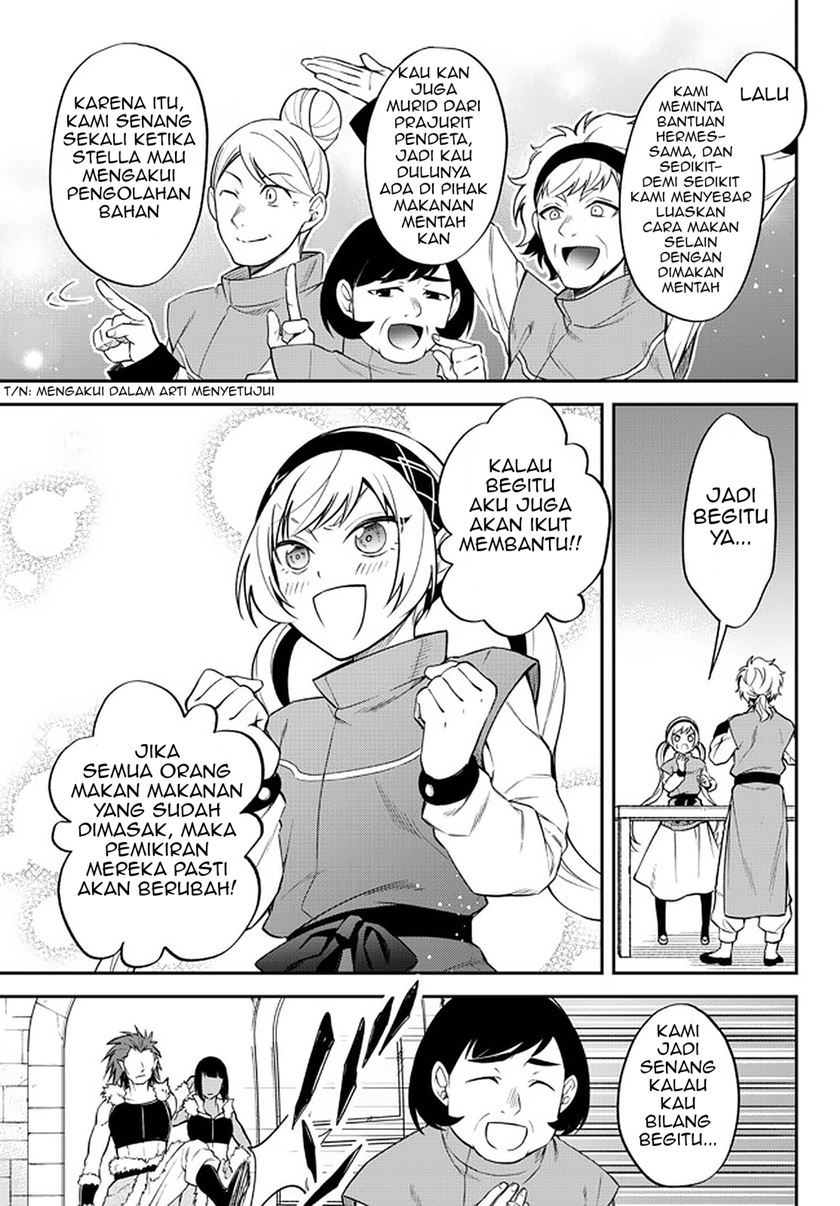 LALU
KAMI
MEMINTA
BANTUAN
HERMES-
SAMA, DAN
SEDIKIT-
DEMI SEDIKIT
KAMI MENYEBAR
LUASKAN
CARA MAKAN
SELAIN
DENGAN
DIMAKAN
MENTAH
KAU KAN
JUGA
MURID DARI
PRAJURIT
PENDETA,
JADI KAU
DULUNYA
ADA DI PIHAK
MAKANAN
MENTAH
KAN
KARENA ITU,
KAMI SENANG
SEKALI KETIKA
STELLA MAU
MENGAKUI
PENGOLAHAN
BAHAN
T/N: MENGAKUI DALAM ARTI MENYETUJUI
JADI
BEGITU
YA...
KALAU
BEGITU
AKU JUGA
AKAN IKUT
MEMBANTU!!
JIKA
SEMUA ORANG
MAKAN MAKANAN
YANG SUDAH
DIMASAK, MAKA
PEMIKIRAN
MEREKA PASTI
AKAN BERUBAH!
KAMI
JADI
SENANG
KALAU
KAU
BILANG
BEGITU...